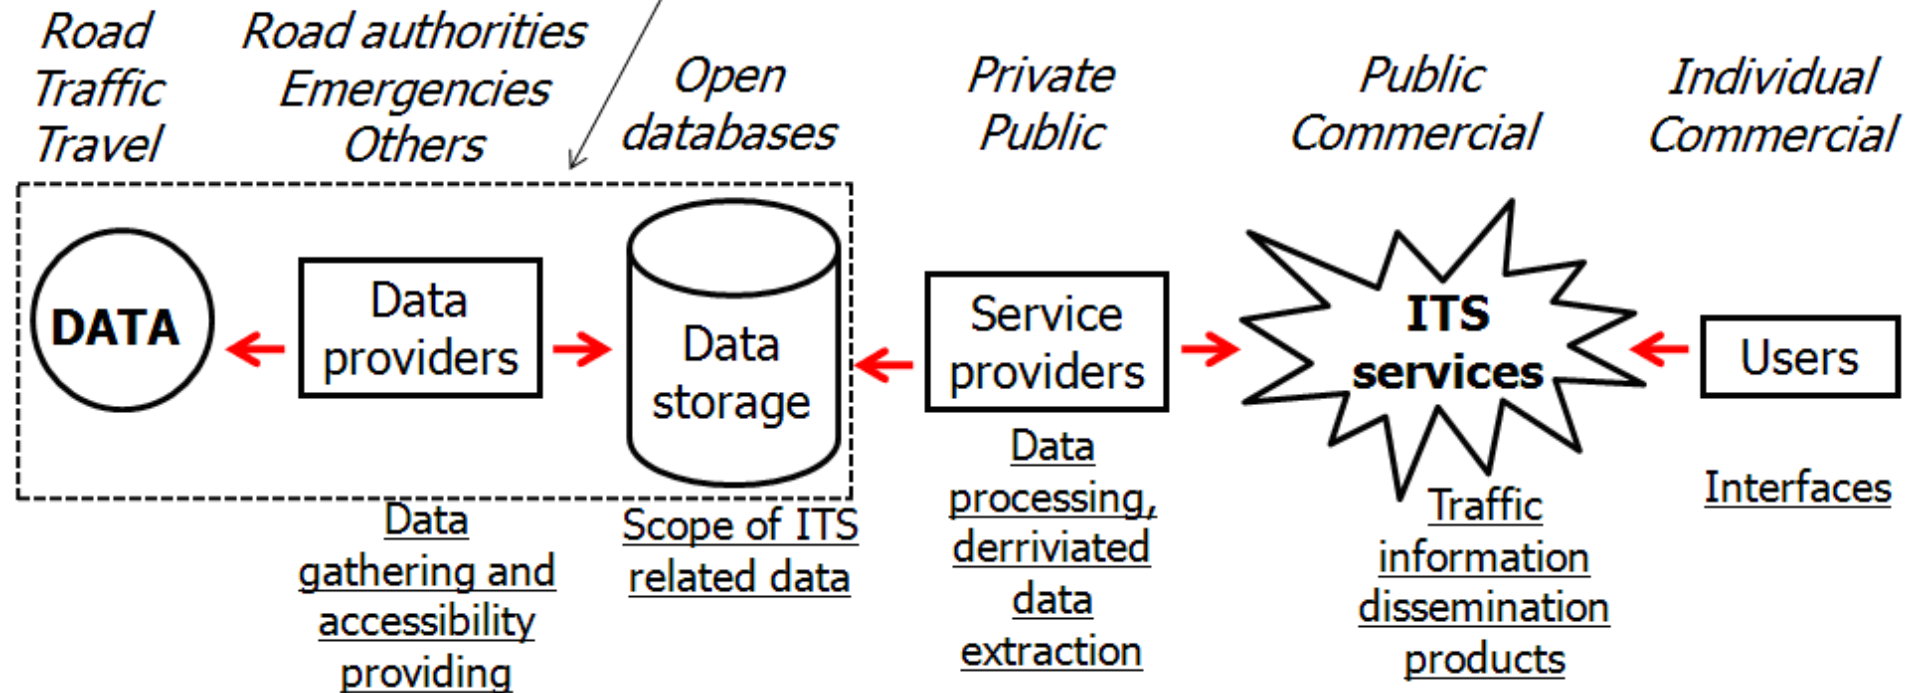 Road
Traffic
Travel
Road authorities
Emergencies
Others
Open
databases
Private
Public
Public
Commercial
Individual
Commercial
DATA
Data
providers
Data
storage
Service
providers
ITS
services
Users
Data
gathering and
accessibility
providing
Scope of ITS
related data
Data
processing,
derriviated
data
extraction
Traffic
information
dissemination
products
Interfaces